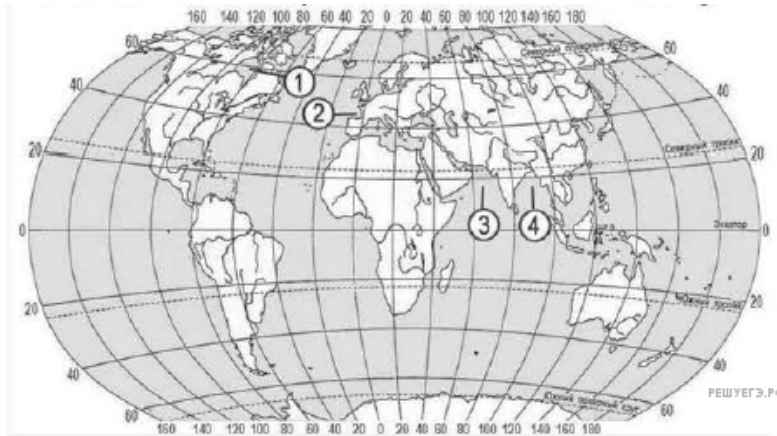 160 140 120 100 80 60 40 20 0 20 40 60 80 100 120 140 160 180
60 Северный полярный круг 60
40 40
1
2
20 Северный тропик 20
3 4
0 Экватор 0
20 Южный тропик 20
40 40
60 Южный полярный круг 60
РЕШУЕГЭ.РФ
160 140 120 100 80 60 40 20 0 20 40 60 80 100 120 140 160 180